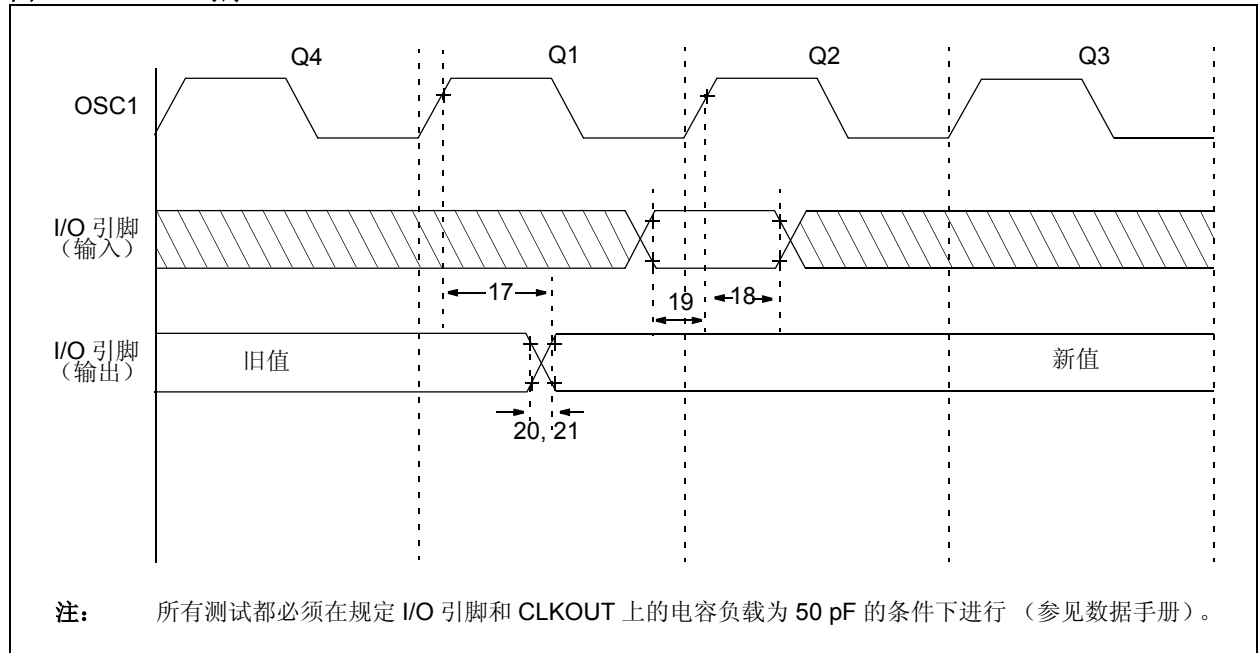 Q4 Q1 Q2 Q3
OSC1
I/O 引脚
（输入）
17
19
18
I/O 引脚
（输出）
旧值
新值
20, 21
注： 所有测试都必须在规定 I/O 引脚和 CLKOUT 上的电容负载为 50 pF 的条件下进行 （参见数据手册）。